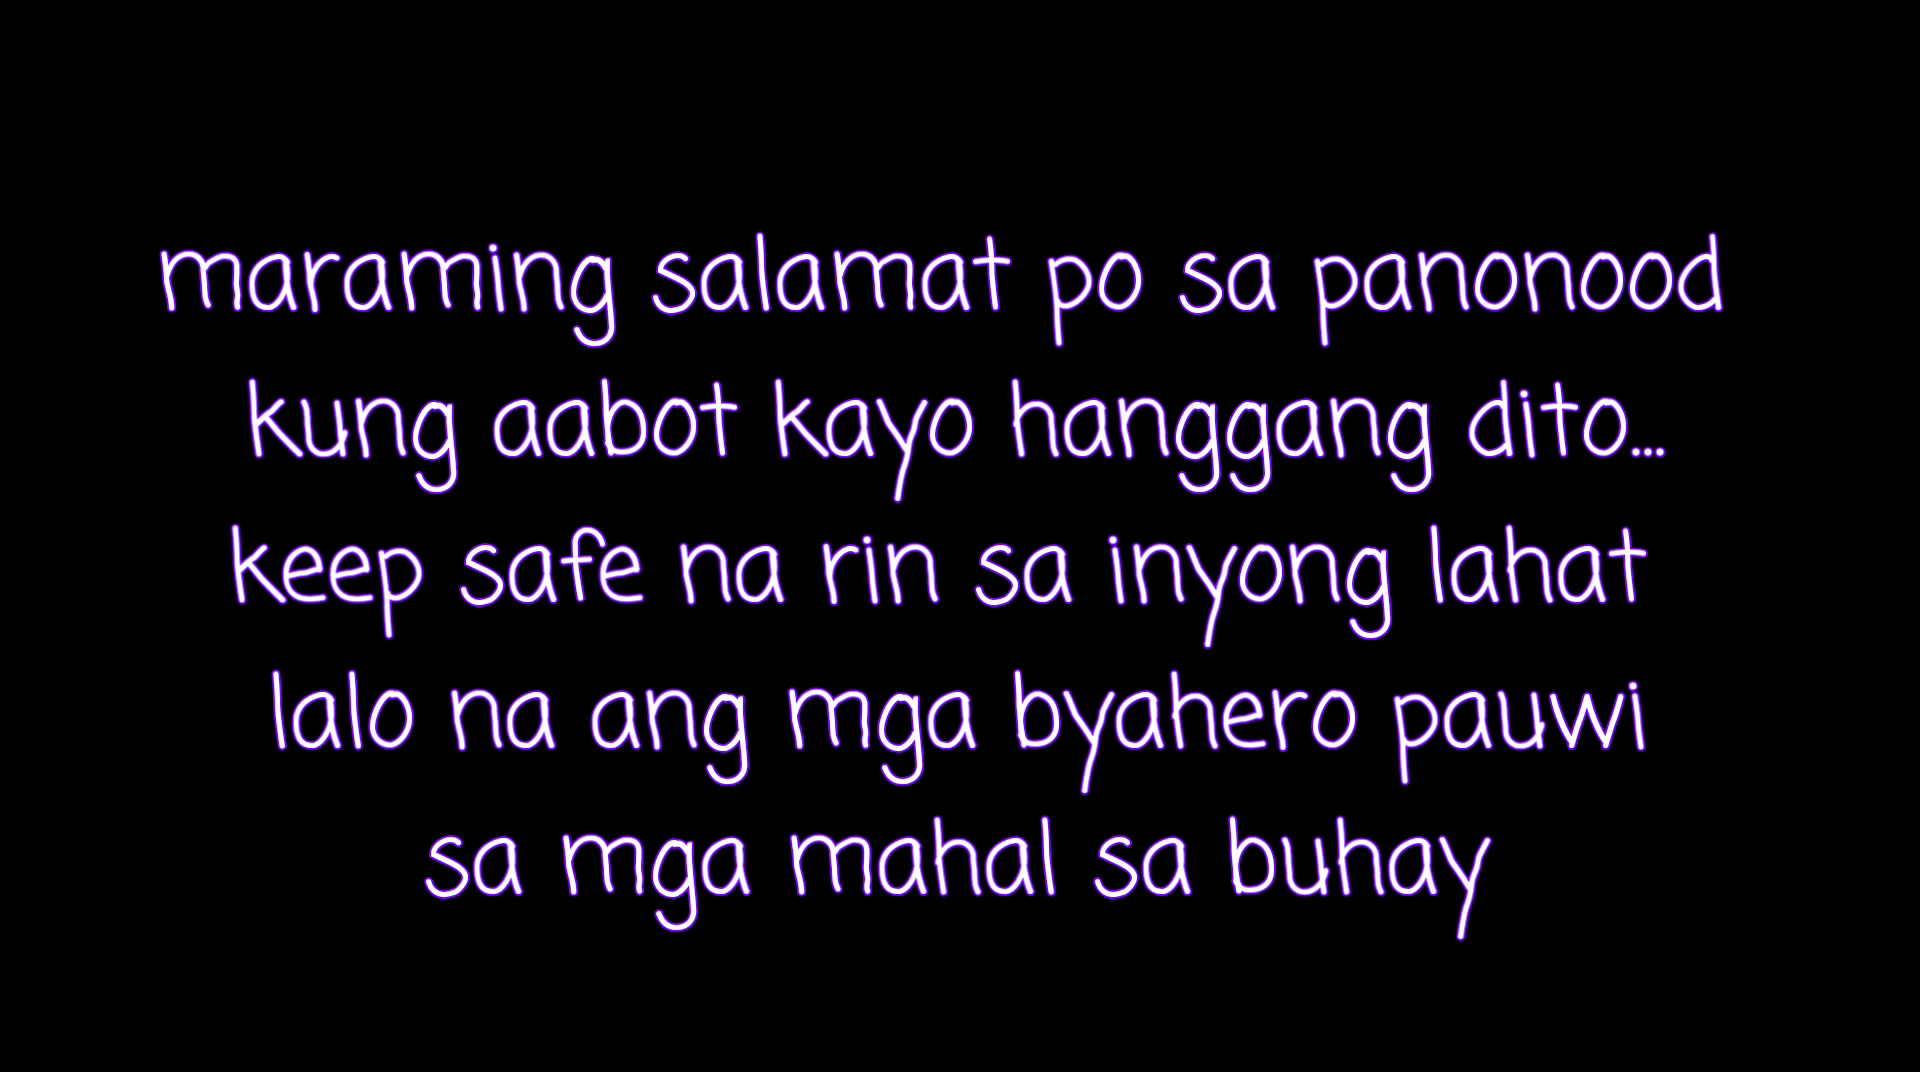 maraming salamat po sa panonood
kung aabot kayo hanggang dito...
keep safe na rin sa inyong lahat
lalo na ang mga byahero pauwi
sa mga mahal sa buhay